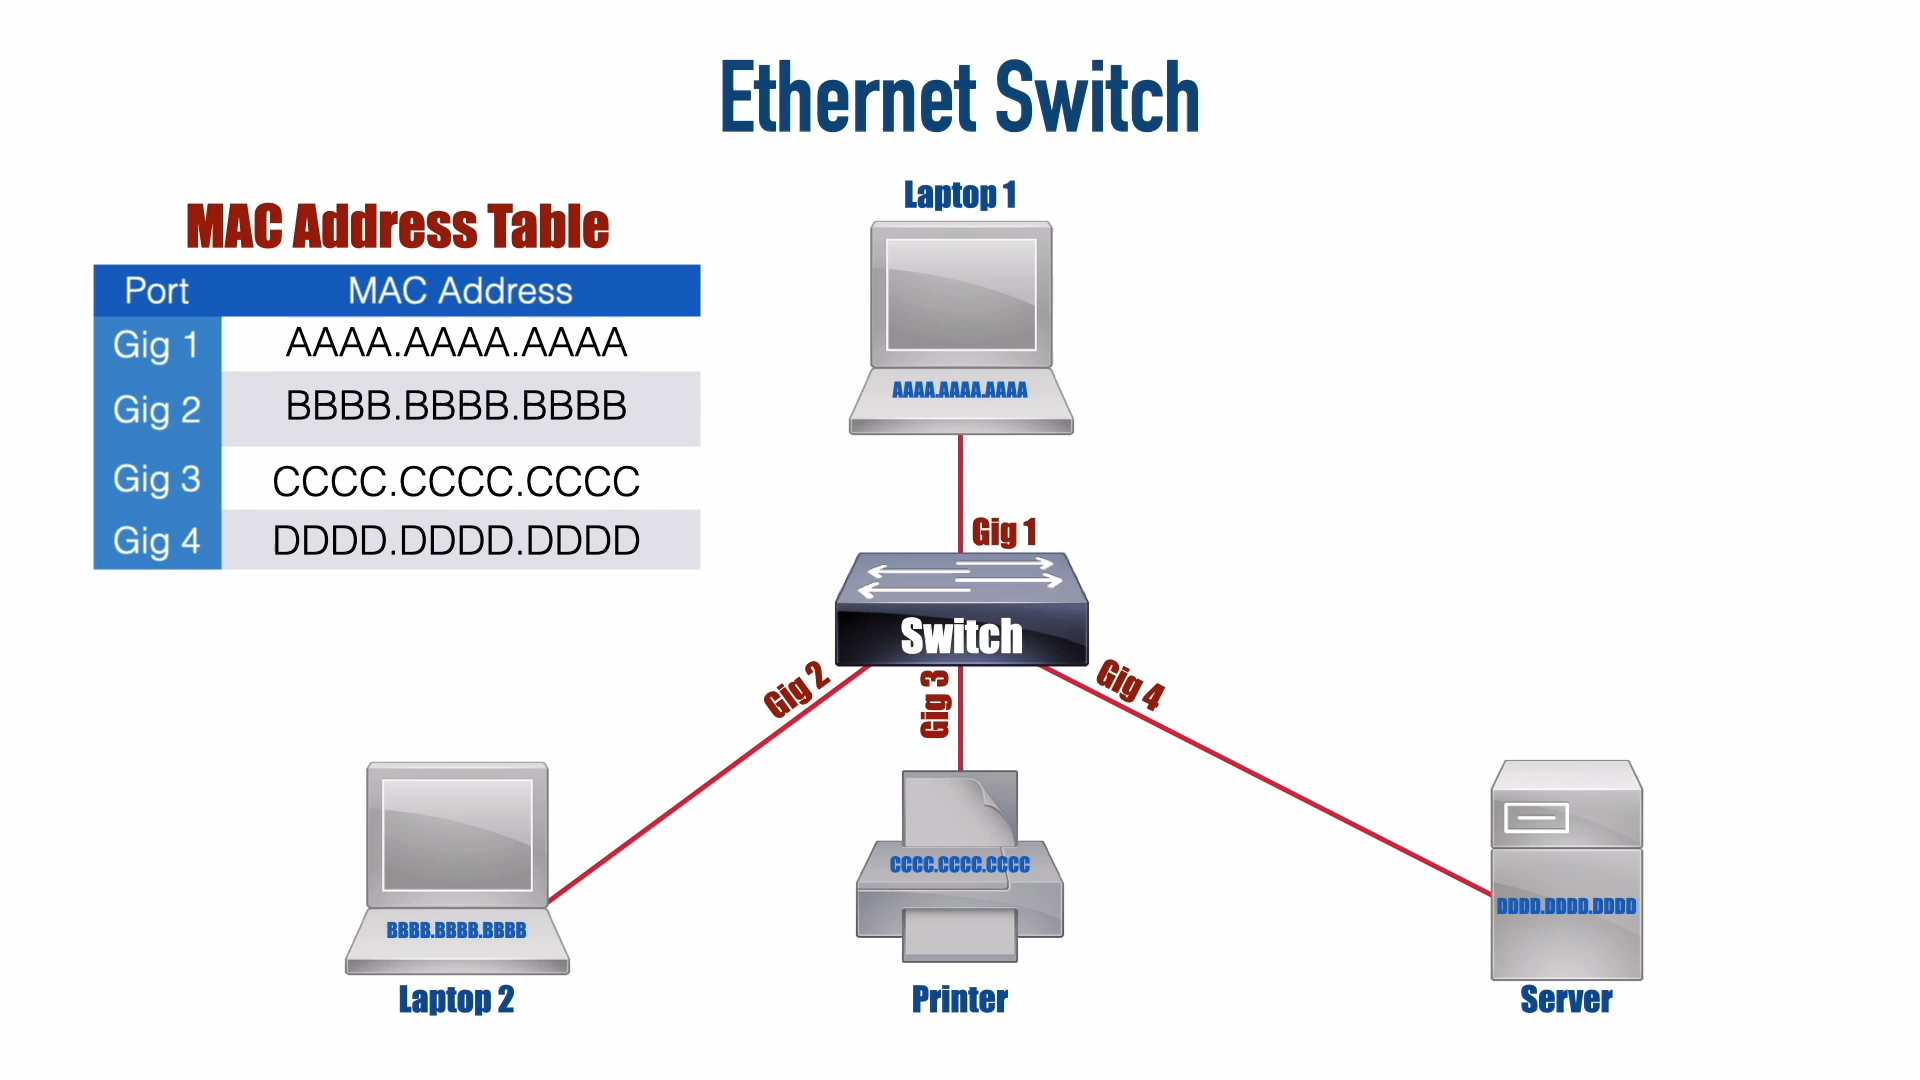 Ethernet Switch
MAC Address Table
Port MAC Address
Gig 1 AAAA.AAAA.AAAA
Gig 2 BBBB.BBBB.BBBB
Gig 3 CCCC.CCCC.CCCC
Gig 4 DDDD.DDDD.DDDD
Laptop 1
AAAA.AAAA.AAAA
Gig 1
Switch
Gig 2
Gig 3
Gig 4
BBBB.BBBB.BBBB
Laptop 2
CCCC.CCCC.CCCC
Printer
DDDD.DDDD.DDDD
Server